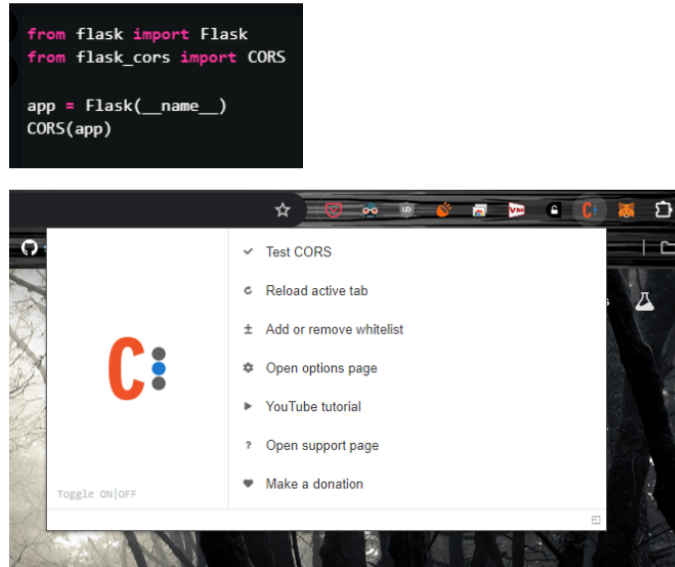 from flask import Flask
from flask_cors import CORS
app = Flask(__name__)
CORS(app)
Test CORS
Reload active tab
Add or remove whitelist
Open options page
YouTube tutorial
? Open support page
Make a donation
Toggle ON|OFF